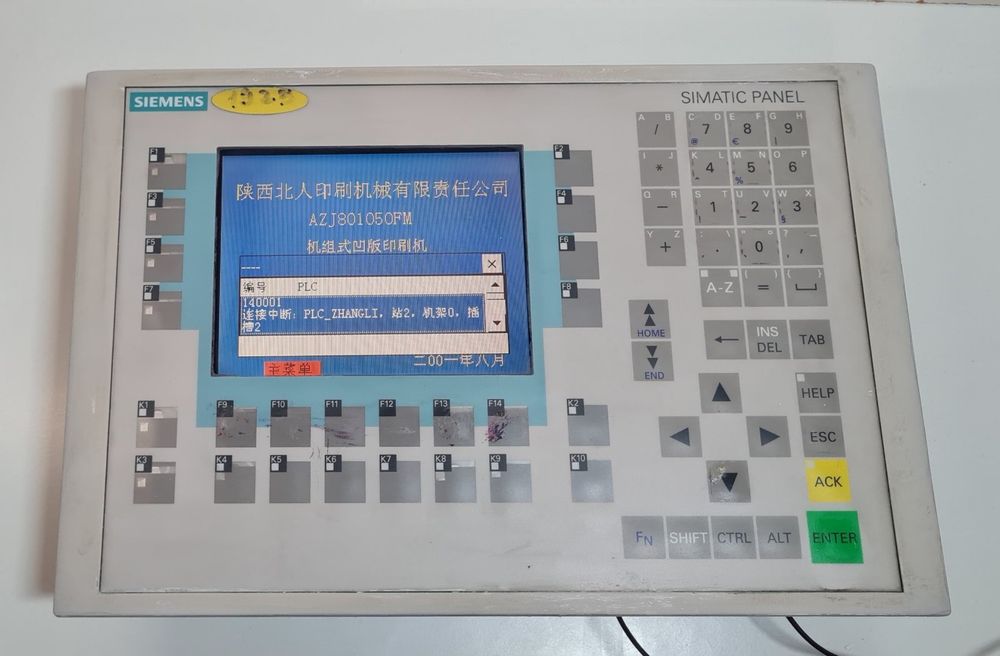 SIEMENS
SIMATIC PANEL
陕西北人印刷机械有限责任公司
AZJ801050FM
机组式凹版印刷机
----
×
编号 PLC
140001
连接中断: PLC_ZHANGLI, 站2, 机架0, 插
槽2
二00一年八月
主菜单
F1
F2
F3
F4
F5
F6
F7
F8
K1
F9
F10
F11
F12
F13
F14
K2
K3
K4
K5
K6
K7
K8
K9
K10
A B
/
C D
7
@
E F
8
€
G H
9
I J
*
K L
4
M N
5
%
O P
6
Q R
-
S T
1
U V
2
W X
3
§
Y Z
+
.
0
A-Z
=
HOME
END
INS
DEL
TAB
HELP
ESC
ACK
FN
SHIFT
CTRL
ALT
ENTER